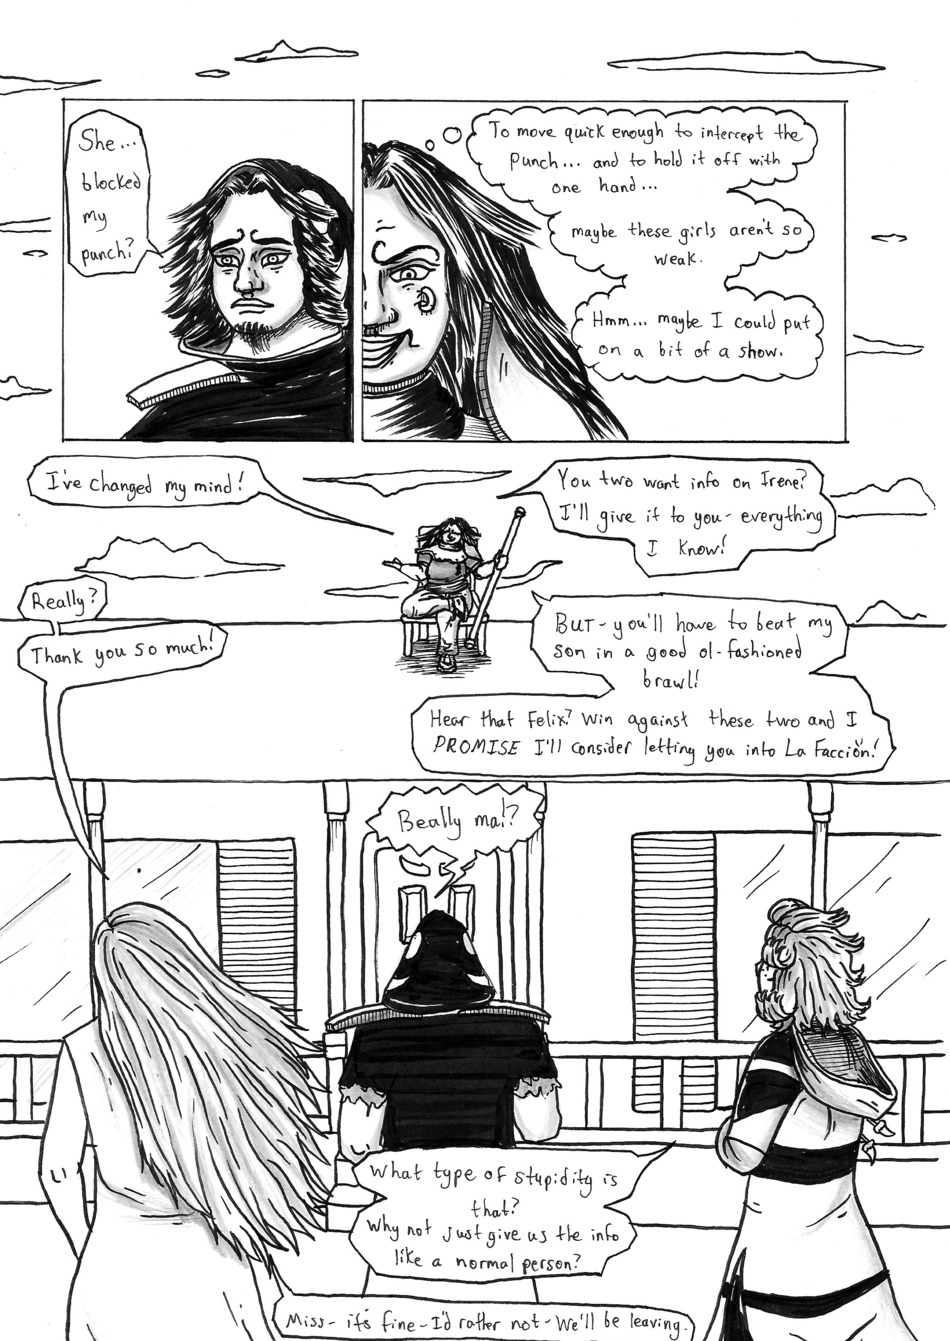 She...
blocked
my
punch?
To move quick enough to intercept the
punch... and to hold it off with
one hand...
maybe these girls aren't so
weak.
Hmm... maybe I could put
on a bit of a show.
I've changed my mind!
You two want info on Irene?
I'll give it to you- everything
I know!
Really?
Thank you so much!
BUT- you'll have to beat my
son in a good ol-fashioned
brawl!
Hear that Felix? Win against these two and I
PROMISE I'll consider letting you into La Facción!
Beally ma!?
What type of stupidity is
that?
Why not just give us the info
like a normal person?
Miss- it's fine- I'd rather not- We'll be leaving.